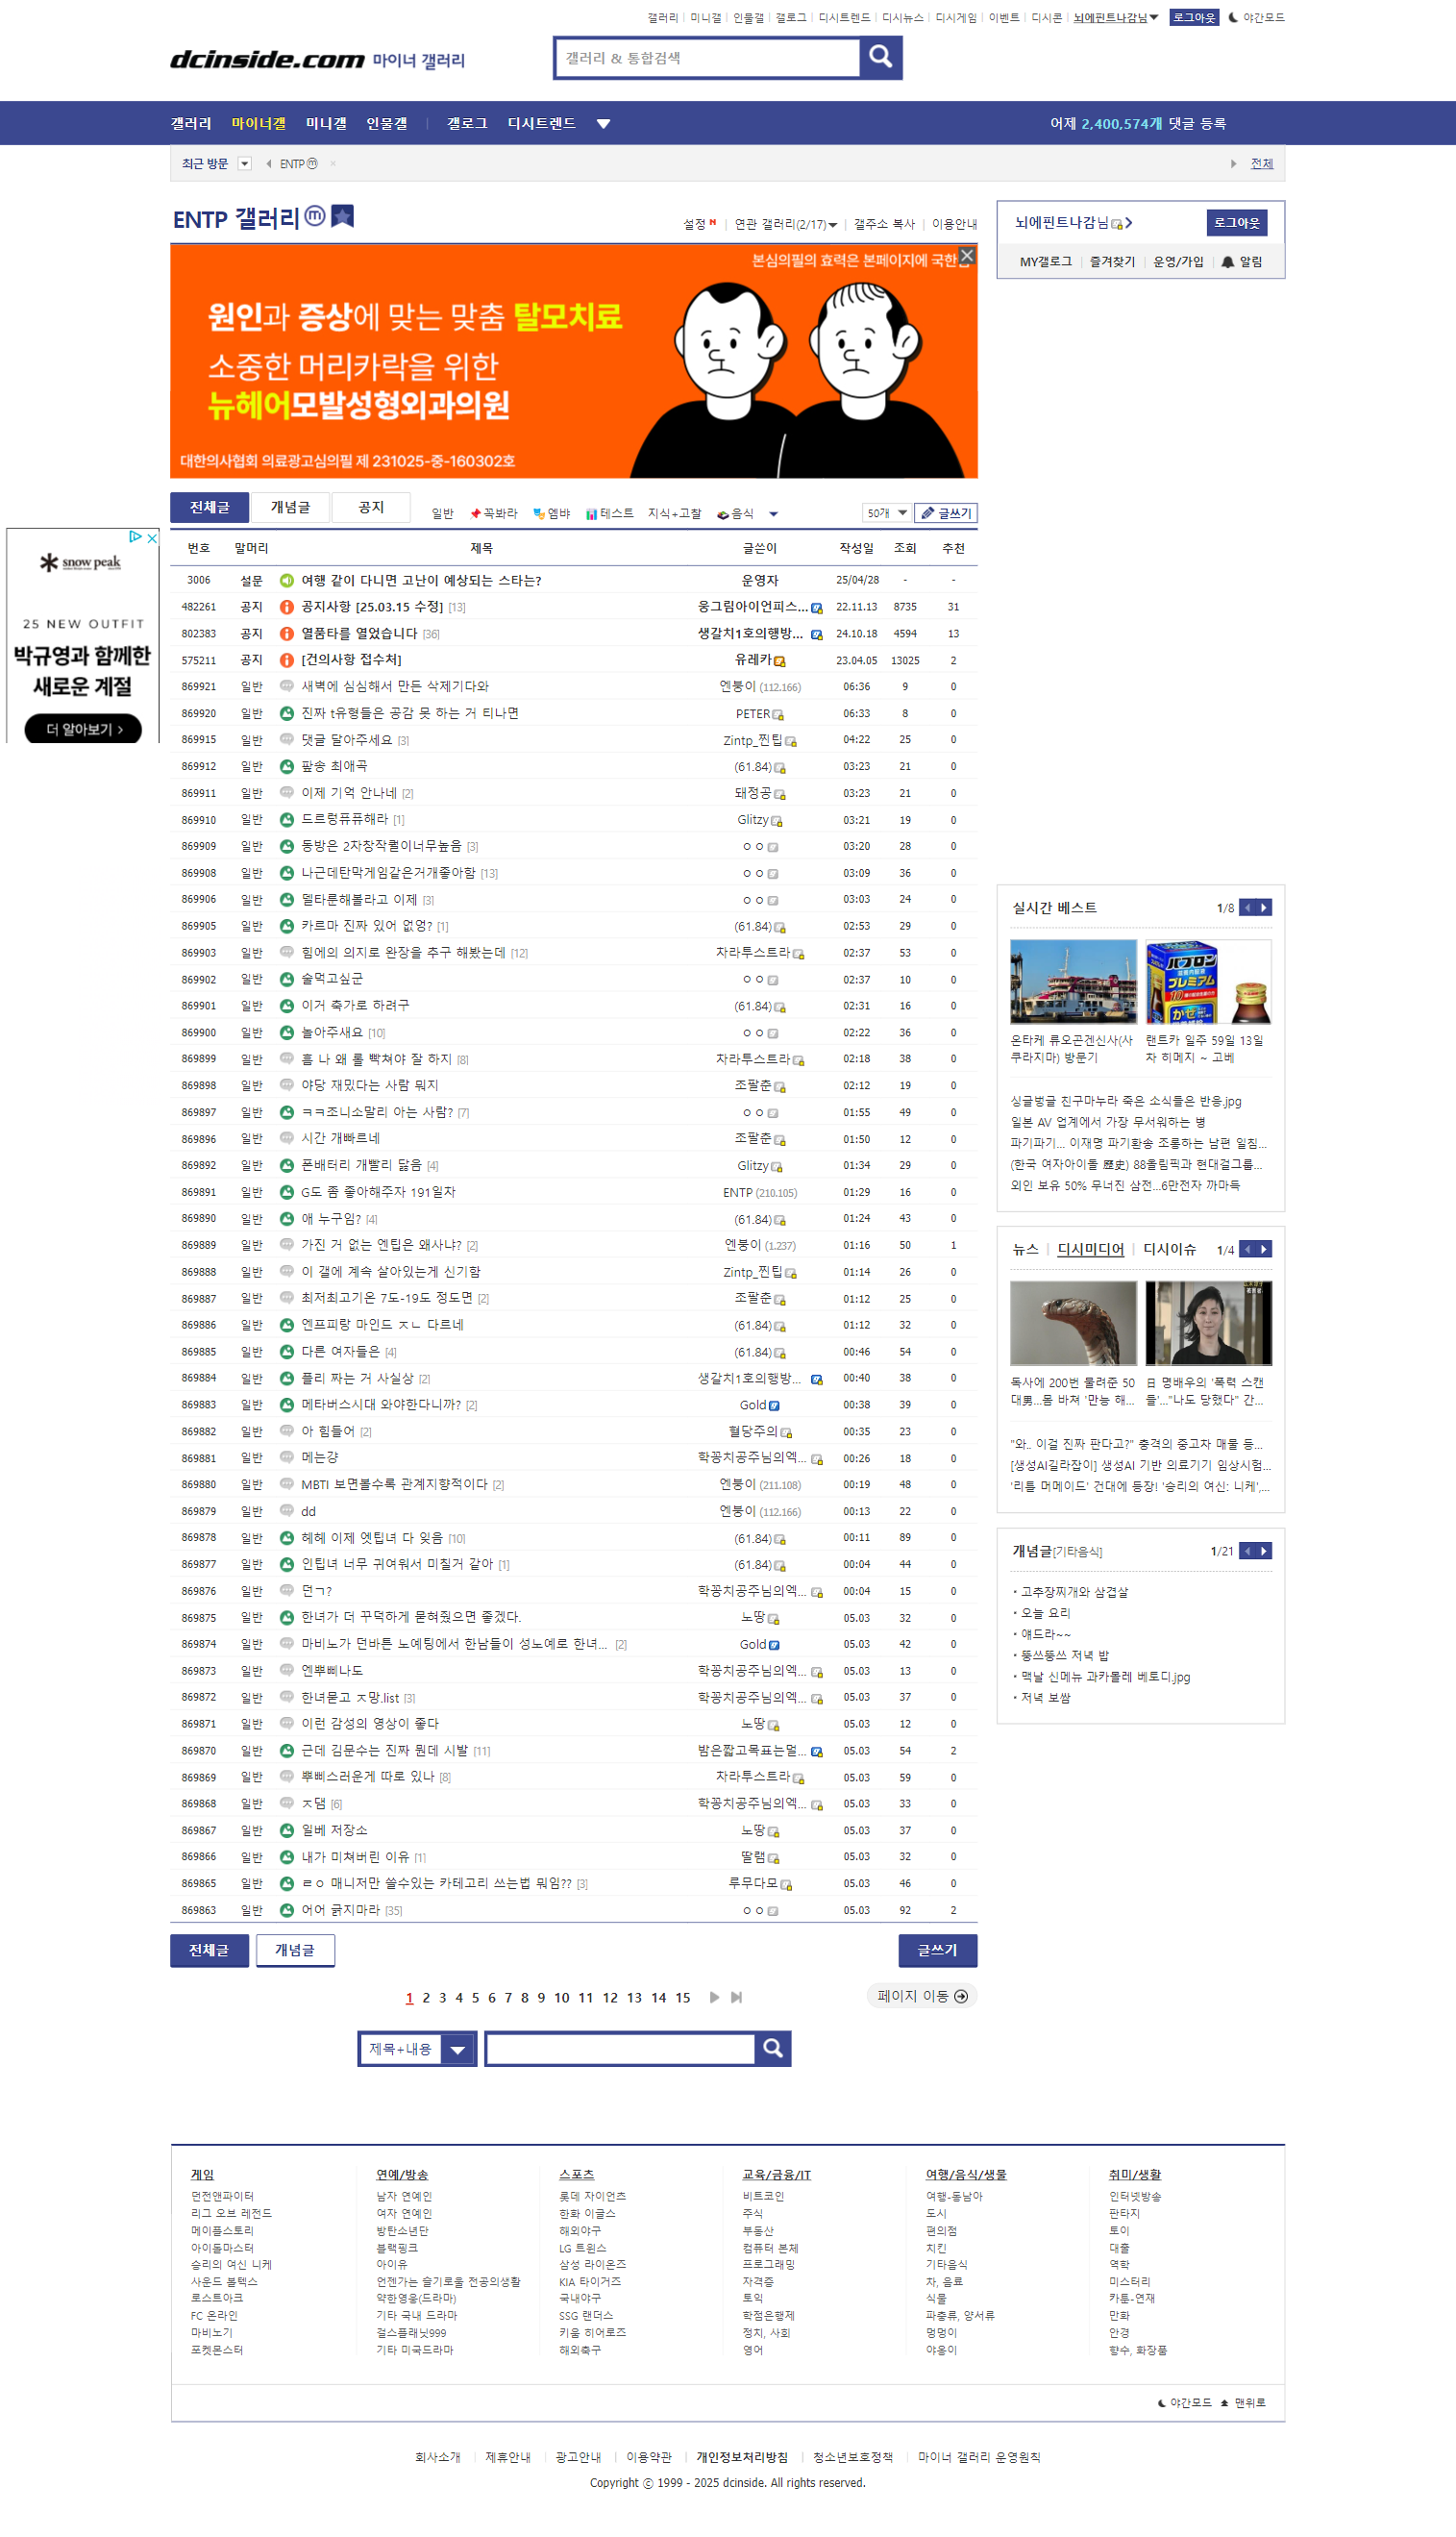 갤러리 미니갤 인물갤 갤로그 디시트렌드 디시뉴스 디시게임 이벤트 디시콘 뇌에핀트나감님 로그아웃 야간모드
dcinside.com 마이너 갤러리
갤러리 & 통합검색
갤러리 마이너갤 미니갤 인물갤 갤로그 디시트렌드
어제 2,400,574개 댓글 등록
최근 방문 ENTP ⓜ × 전체
ENTP 갤러리 ⓜ
설정 N 연관 갤러리(2/17) 갤주소 복사 이용안내
뇌에핀트나감님 로그아웃
MY갤로그 즐겨찾기 운영/가입 알림
본심의필의 효력은 본페이지에 국한
원인과 증상에 맞는 맞춤 탈모치료
소중한 머리카락을 위한
뉴헤어모발성형외과의원
대한의사협회 의료광고심의필 제 231025-중-160302호
snow peak
25 NEW OUTFIT
박규영과 함께한
새로운 계절
더 알아보기 >
전체글 개념글 공지 일반 꼭봐라 엠뱌 테스트 지식+고찰 음식 50개 글쓰기
번호 말머리 제목 글쓴이 작성일 조회 추천
3006 설문 여행 같이 다니면 고난이 예상되는 스타는? 운영자 25/04/28 - -
482261 공지 공지사항 [25.03.15 수정] [13] 웅그림아이언피스... 22.11.13 8735 31
802383 공지 열품타를 열었습니다 [36] 생갈치1호의행방... 24.10.18 4594 13
575211 공지 [건의사항 접수처] 유레카 23.04.05 13025 2
869921 일반 새벽에 심심해서 만든 삭제기다와 엔붕이 (112.166) 06:36 9 0
869920 일반 진짜 t유형들은 공감 못 하는 거 티나면 PETER 06:33 8 0
869915 일반 댓글 달아주세요 [3] Zintp_찐팁 04:22 25 0
869912 일반 팦송 최애곡 (61.84) 03:23 21 0
869911 일반 이제 기억 안나네 [2] 돼정공 03:23 21 0
869910 일반 드르렁퓨퓨해라 [1] Glitzy 03:21 19 0
869909 일반 동방은 2차창작퀄이너무높음 [3] ㅇㅇ 03:20 28 0
869908 일반 나근데탄막게임같은거개좋아함 [13] ㅇㅇ 03:09 36 0
869906 일반 델타룬해볼라고 이제 [3] ㅇㅇ 03:03 24 0
869905 일반 카르마 진짜 있어 없엉? [1] (61.84) 02:53 29 0
869903 일반 힘에의 의지로 완장을 추구 해봤는데 [12] 차라투스트라 02:37 53 0
869902 일반 술먹고싶군 ㅇㅇ 02:37 10 0
869901 일반 이거 축가로 하려구 (61.84) 02:31 16 0
869900 일반 놀아주새요 [10] ㅇㅇ 02:22 36 0
869899 일반 흠 나 왜 롤 빡쳐야 잘 하지 [8] 차라투스트라 02:18 38 0
869898 일반 야당 재밌다는 사람 뭐지 조팔춘 02:12 19 0
869897 일반 ㅋㅋ조니소말리 아는 사람? [7] ㅇㅇ 01:55 49 0
869896 일반 시간 개빠르네 조팔춘 01:50 12 0
869892 일반 폰배터리 개빨리 닳음 [4] Glitzy 01:34 29 0
869891 일반 G도 좀 좋아해주자 191일차 ENTP (210.105) 01:29 16 0
869890 일반 애 누구임? [4] (61.84) 01:24 43 0
869889 일반 가진 거 없는 엔팁은 왜사냐? [2] 엔붕이 (1.237) 01:16 50 1
869888 일반 이 갤에 계속 살아있는게 신기함 Zintp_찐팁 01:14 26 0
869887 일반 최저최고기온 7도-19도 정도면 [2] 조팔춘 01:12 25 0
869886 일반 엔프피랑 마인드 ㅈㄴ 다르네 (61.84) 01:12 32 0
869885 일반 다른 여자들은 [4] (61.84) 00:46 54 0
869884 일반 플리 짜는 거 사실상 [2] 생갈치1호의행방... 00:40 38 0
869883 일반 메타버스시대 와야한다니까? [2] Gold 00:38 39 0
869882 일반 아 힘들어 [2] 혈당주의 00:35 23 0
869881 일반 메는걍 학꽁치공주님의엑... 00:26 18 0
869880 일반 MBTI 보면볼수록 관계지향적이다 [2] 엔붕이 (211.108) 00:19 48 0
869879 일반 dd 엔붕이 (112.166) 00:13 22 0
869878 일반 헤헤 이제 엣팁녀 다 잊음 [10] (61.84) 00:11 89 0
869877 일반 인팁녀 너무 귀여워서 미칠거 같아 [1] (61.84) 00:04 44 0
869876 일반 던ㄱ? 학꽁치공주님의엑... 00:04 15 0
869875 일반 한녀가 더 꾸덕하게 묻혀줬으면 좋겠다. 노땅 05.03 32 0
869874 일반 마비노가 던바튼 노예팅에서 한남들이 성노예로 한녀... [2] Gold 05.03 42 0
869873 일반 엔뿌삐나도 학꽁치공주님의엑... 05.03 13 0
869872 일반 한녀묻고 ㅈ망.list [3] 학꽁치공주님의엑... 05.03 37 0
869871 일반 이런 감성의 영상이 좋다 노땅 05.03 12 0
869870 일반 근데 김문수는 진짜 뭔데 시발 [11] 밤은짧고목표는멀... 05.03 54 2
869869 일반 뿌삐스러운게 따로 있나 [8] 차라투스트라 05.03 59 0
869868 일반 ㅈ댐 [6] 학꽁치공주님의엑... 05.03 33 0
869867 일반 일베 저장소 노땅 05.03 37 0
869866 일반 내가 미쳐버린 이유 [1] 딸램 05.03 32 0
869865 일반 ㄹㅇ 매니저만 쓸수있는 카테고리 쓰는법 뭐임?? [3] 루무다모 05.03 46 0
869863 일반 어어 긁지마라 [35] ㅇㅇ 05.03 92 2
전체글 개념글 글쓰기
1 2 3 4 5 6 7 8 9 10 11 12 13 14 15 페이지 이동
제목+내용
실시간 베스트 1/8
온타케 류오곤겐신사(사쿠라지마) 방문기
랜트카 일주 59일 13일차 히메지 ~ 고베
싱글벙글 친구마누라 죽은 소식들은 반응.jpg
일본 AV 업계에서 가장 무서워하는 병
파기파기... 이재명 파기환송 조롱하는 남편 일침...
(한국 여자아이돌 歷史) 88올림픽과 현대걸그룹...
외인 보유 50% 무너진 삼전...6만전자 까마득
뉴스 디시미디어 디시이슈 1/4
독사에 200번 물려준 50대男...몸 바쳐 '만능 해...
日 명배우의 '폭력 스캔들'..."나도 당했다" 간...
"와.. 이걸 진짜 판다고?" 충격의 중고차 매물 등...
[생성AI길라잡이] 생성AI 기반 의료기기 임상시험...
'리틀 머메이드' 건대에 등장! '승리의 여신: 니케',...
개념글[기타음식] 1/21
고추장찌개와 삼겹살
오늘 요리
얘드라~~
뚱쓰뚱쓰 저녁 밥
맥날 신메뉴 과카몰레 베토디.jpg
저녁 보쌈
게임 연예/방송 스포츠 교육/금융/IT 여행/음식/생물 취미/생활
던전앤파이터 남자 연예인 롯데 자이언츠 비트코인 여행-동남아 인터넷방송
리그 오브 레전드 여자 연예인 한화 이글스 주식 도시 판타지
메이플스토리 방탄소년단 해외야구 부동산 편의점 토이
아이돌마스터 블랙핑크 LG 트윈스 컴퓨터 본체 치킨 대출
승리의 여신 니케 아이유 삼성 라이온즈 프로그래밍 기타음식 역학
사운드 볼텍스 언젠가는 슬기로울 전공의생활 KIA 타이거즈 자격증 차, 음료 미스터리
로스트아크 약한영웅(드라마) 국내야구 토익 식물 카툰-연재
FC 온라인 기타 국내 드라마 SSG 랜더스 학점은행제 파충류, 양서류 만화
마비노기 걸스플래닛999 키움 히어로즈 정치, 사회 멍멍이 안경
포켓몬스터 기타 미국드라마 해외축구 영어 야옹이 향수, 화장품
야간모드 맨위로
회사소개 제휴안내 광고안내 이용약관 개인정보처리방침 청소년보호정책 마이너 갤러리 운영원칙
Copyright ⓒ 1999 - 2025 dcinside. All rights reserved.